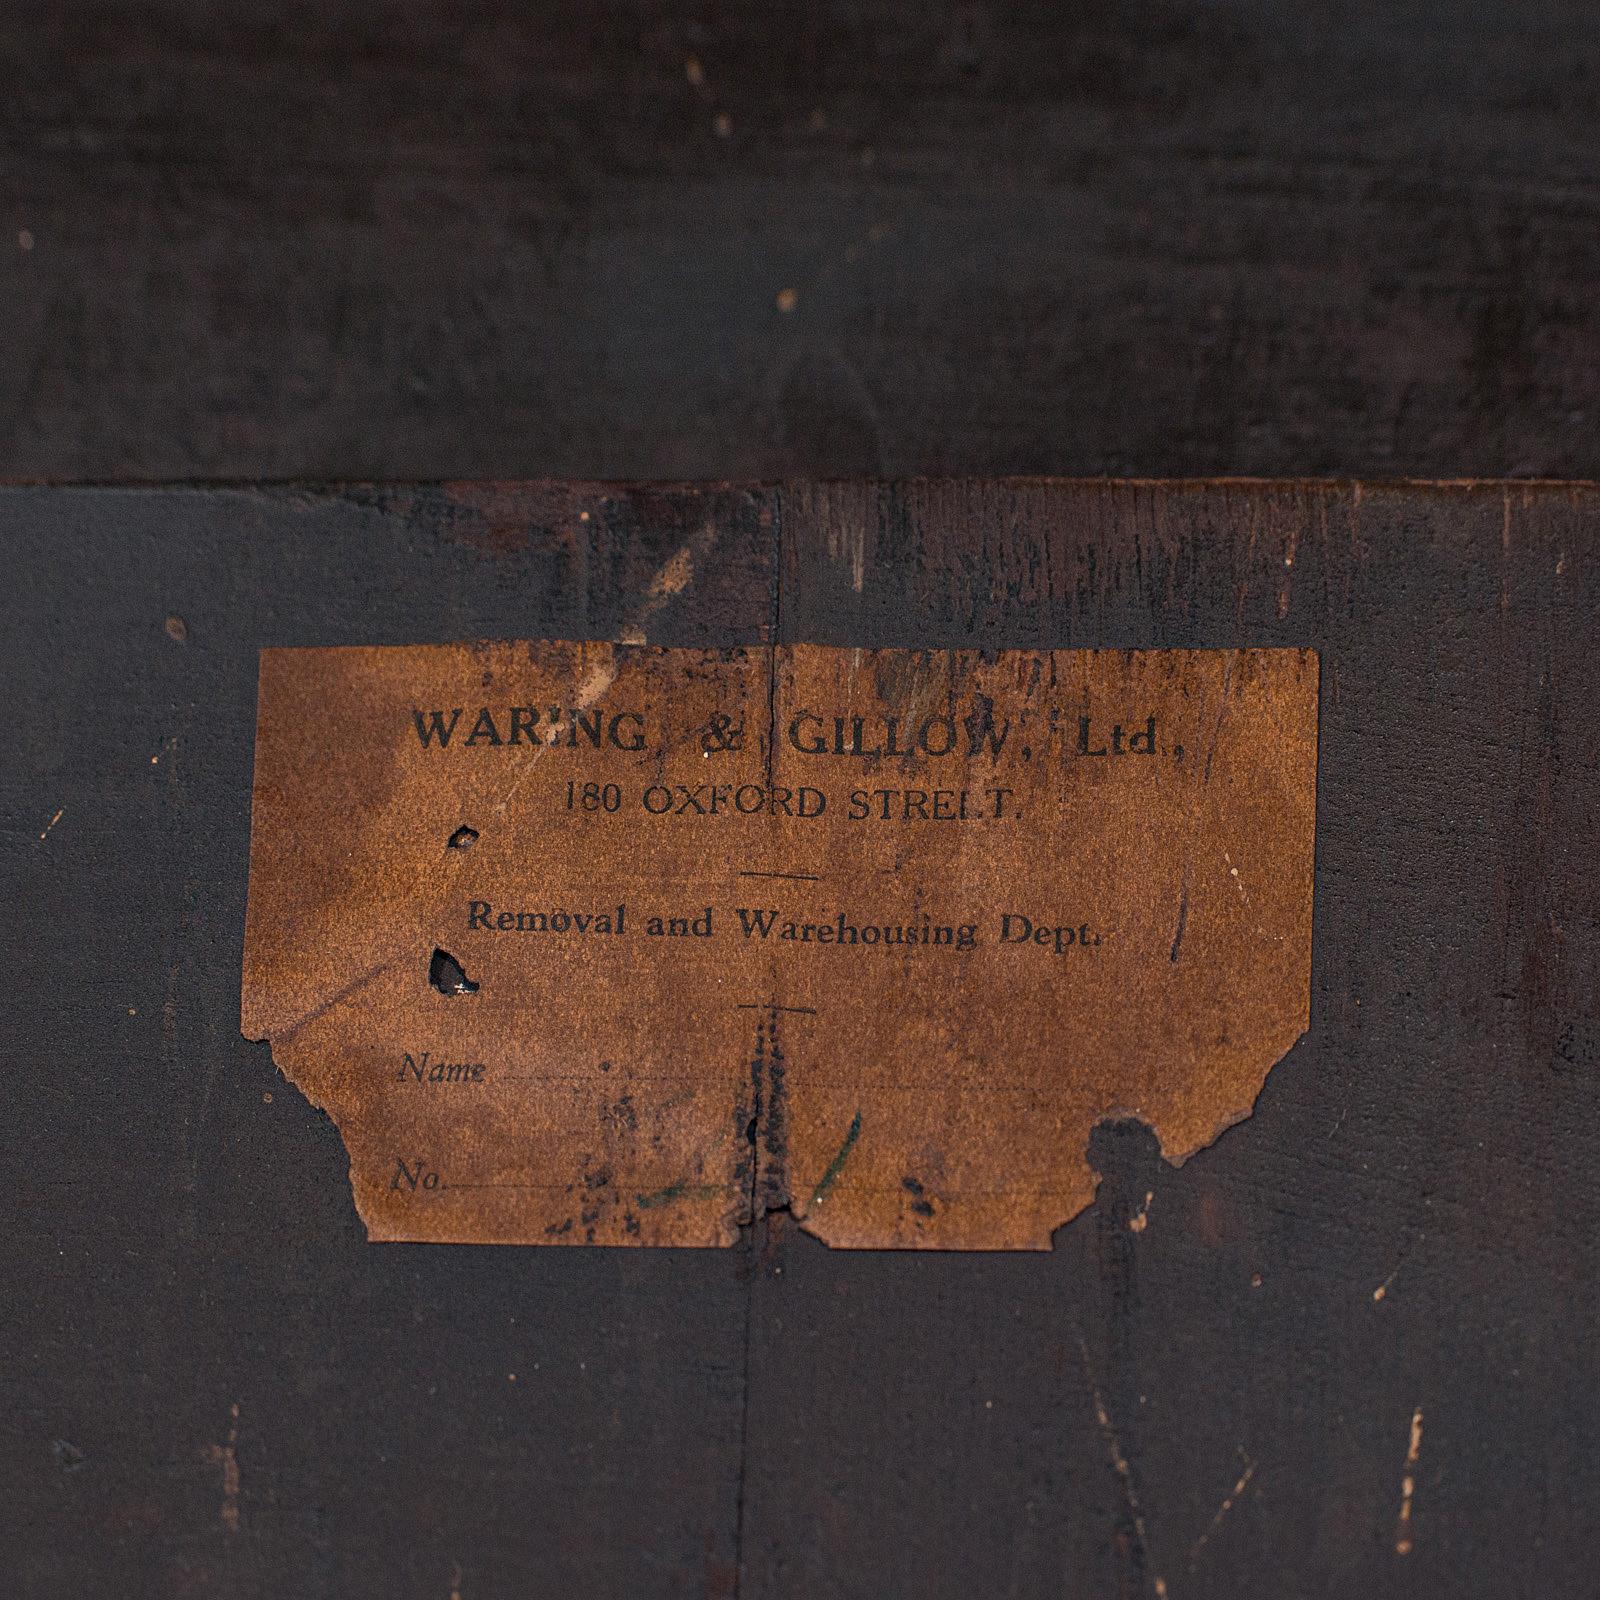 WARING & GILLOW, Ltd.,
180 OXFORD STREET.
Removal and Warehousing Dept.
Name
No.